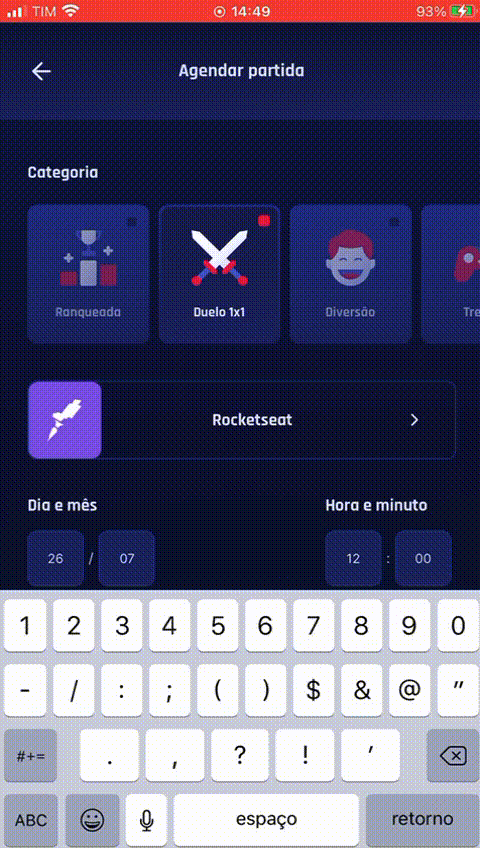 TIM 14:49 93%
Agendar partida
Categoria
Ranqueada Duelo 1x1 Diversão Tre
Rocketseat
Dia e mês Hora e minuto
26 / 07 12 : 00
1 2 3 4 5 6 7 8 9 0
- / : ; ( ) $ & @ "
#+= . , ? ! '
ABC espaço retorno